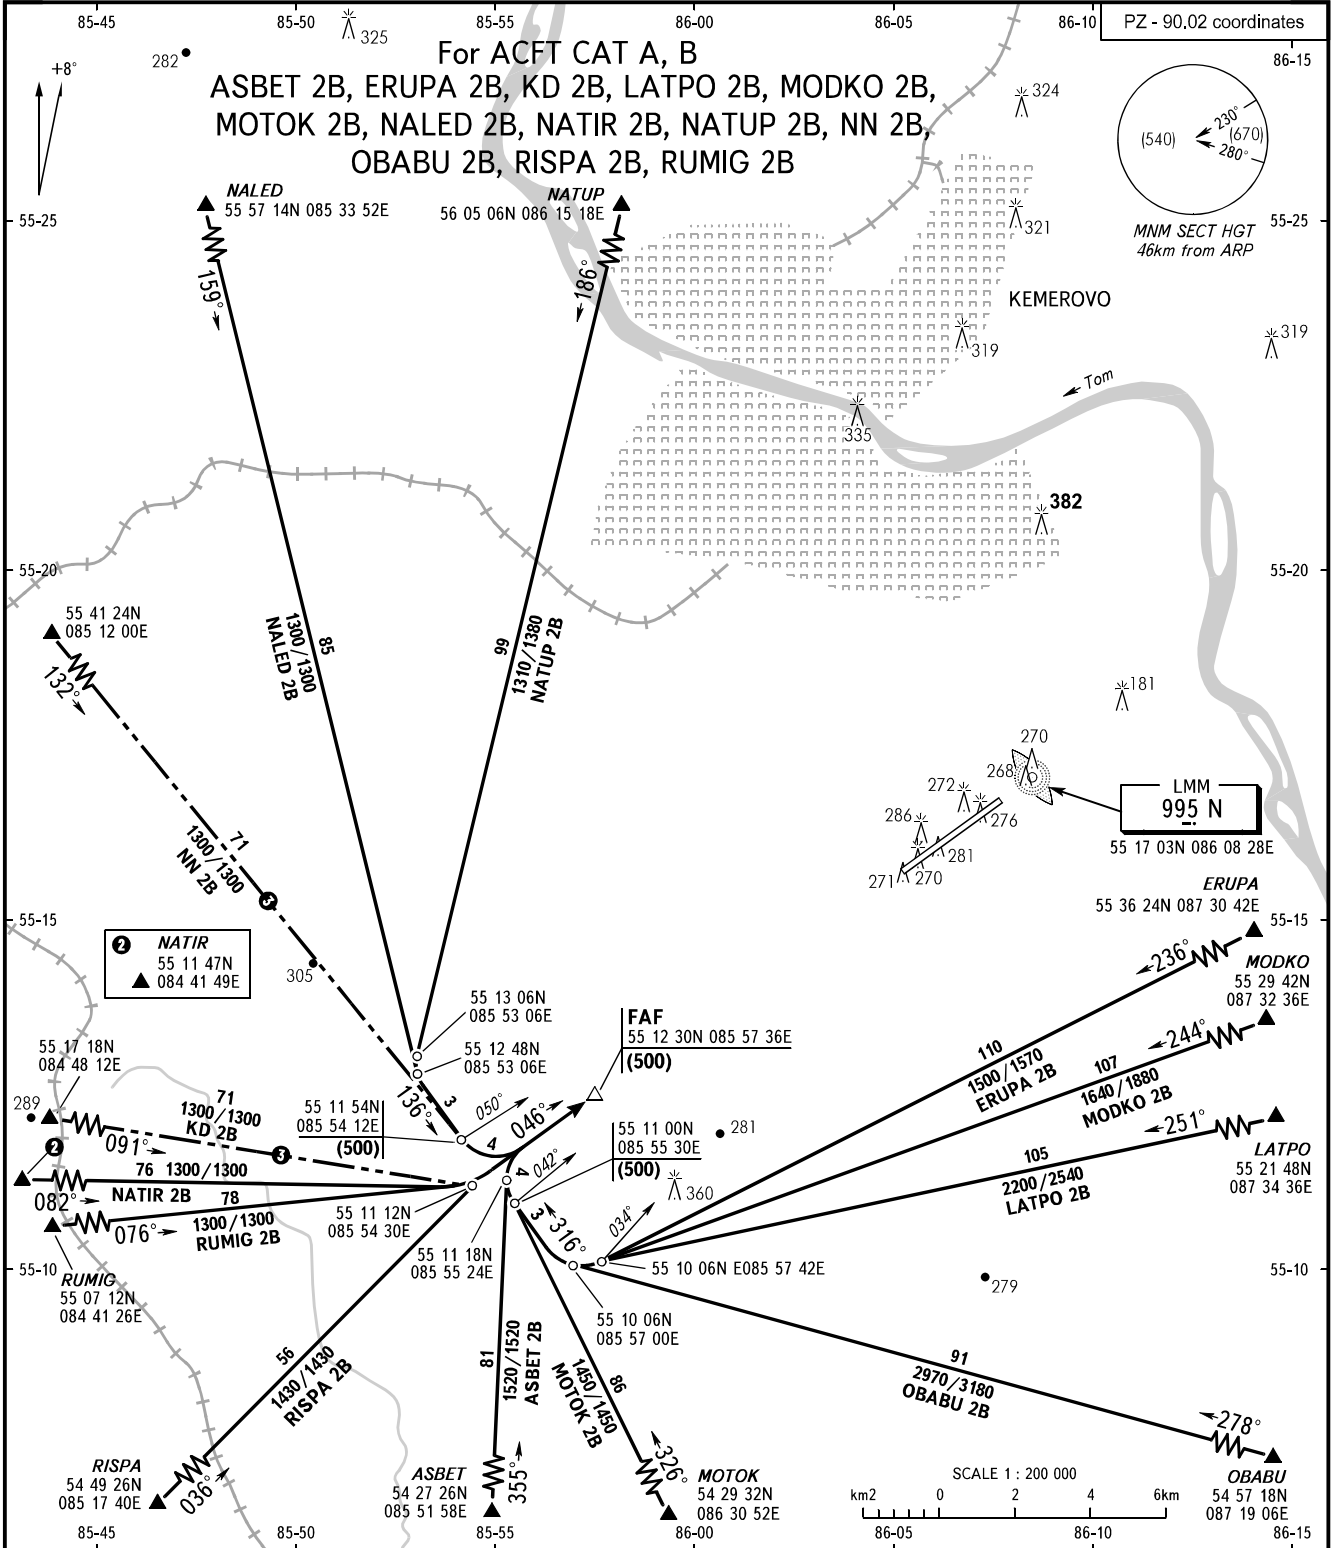 85-45
85-50
85-55
86-00
86-05
86-10
PZ - 90.02 coordinates
86-15
+8°
282
325
For ACFT CAT A, B
ASBET 2B, ERUPA 2B, KD 2B, LATPO 2B, MODKO 2B,
MOTOK 2B, NALED 2B, NATIR 2B, NATUP 2B, NN 2B,
OBABU 2B, RISPA 2B, RUMIG 2B
324
(540)
230°
(670)
280°
MNM SECT HGT
46km from ARP
NALED
55 57 14N 085 33 52E
NATUP
56 05 06N 086 15 18E
55-25
55-25
321
159°
186°
KEMEROVO
319
319
Tom
335
382
55-20
55-20
55 41 24N
085 12 00E
132°
85
1300/1300
NALED 2B
99
1310/1380
NATUP 2B
181
270
268
272
276
286
281
271
270
LMM
995 N
55 17 03N 086 08 28E
71
1300/1300
NN 2B
3
ERUPA
55 36 24N 087 30 42E
55-15
55-15
2
NATIR
55 11 47N
084 41 49E
305
236°
MODKO
55 29 42N
087 32 36E
55 13 06N
085 53 06E
55 12 48N
085 53 06E
FAF
55 12 30N 085 57 36E
(500)
110
1500/1570
ERUPA 2B
244°
107
1640/1880
MODKO 2B
55 17 18N
084 48 12E
289
71
1300/1300
KD 2B
091°
3
55 11 54N
085 54 12E
(500)
136°
3
050°
4
046°
55 11 00N
085 55 30E
(500)
281
251°
LATPO
55 21 48N
087 34 36E
105
2200/2540
LATPO 2B
2
76 1300/1300
NATIR 2B
082°
78
1300/1300
RUMIG 2B
076°
042°
4
3
316°
034°
360
55 11 12N
085 54 30E
55 11 18N
085 55 24E
55 10 06N E085 57 42E
55-10
55-10
279
RUMIG
55 07 12N
084 41 26E
55 10 06N
085 57 00E
56
1430/1430
RISPA 2B
81
1520/1520
ASBET 2B
86
1450/1450
MOTOK 2B
91
2970/3180
OBABU 2B
278°
RISPA
54 49 26N
085 17 40E
036°
ASBET
54 27 26N
085 51 58E
355°
326°
MOTOK
54 29 32N
086 30 52E
SCALE 1 : 200 000
km2 0 2 4 6km
OBABU
54 57 18N
087 19 06E
85-45
85-50
85-55
86-00
86-05
86-10
86-15